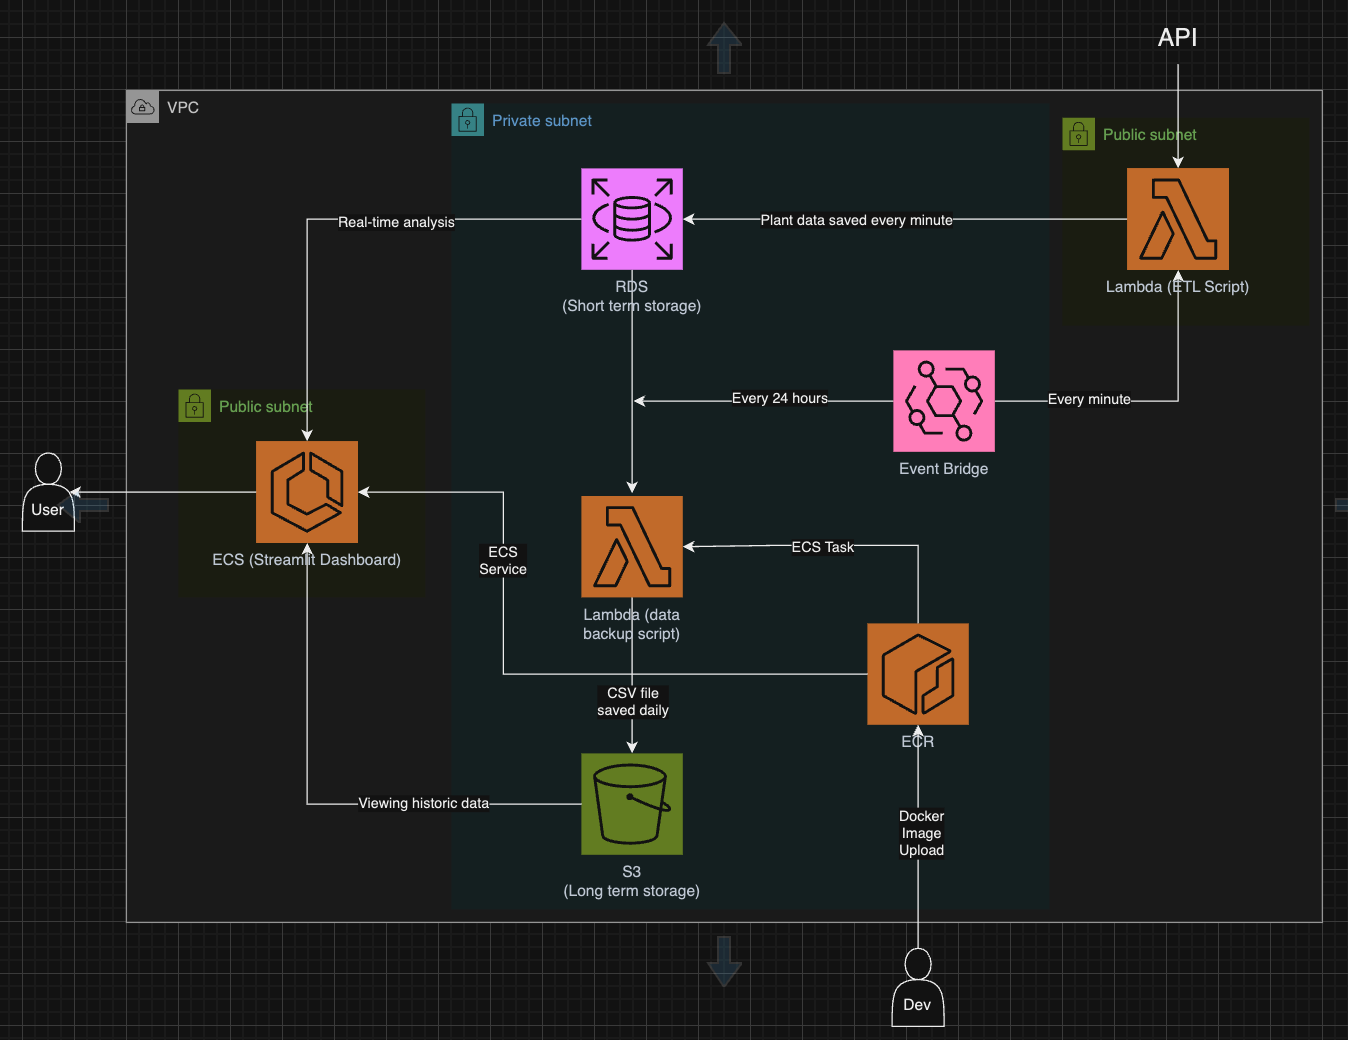 API
VPC
Private subnet
Public subnet
Real-time analysis
Plant data saved every minute
RDS
(Short term storage)
Lambda (ETL Script)
Every 24 hours
Every minute
Public subnet
Event Bridge
User
ECS (Streamlit Dashboard)
ECS
Service
ECS Task
Lambda (data
backup script)
CSV file
saved daily
ECR
Viewing historic data
Docker
Image
Upload
S3
(Long term storage)
Dev